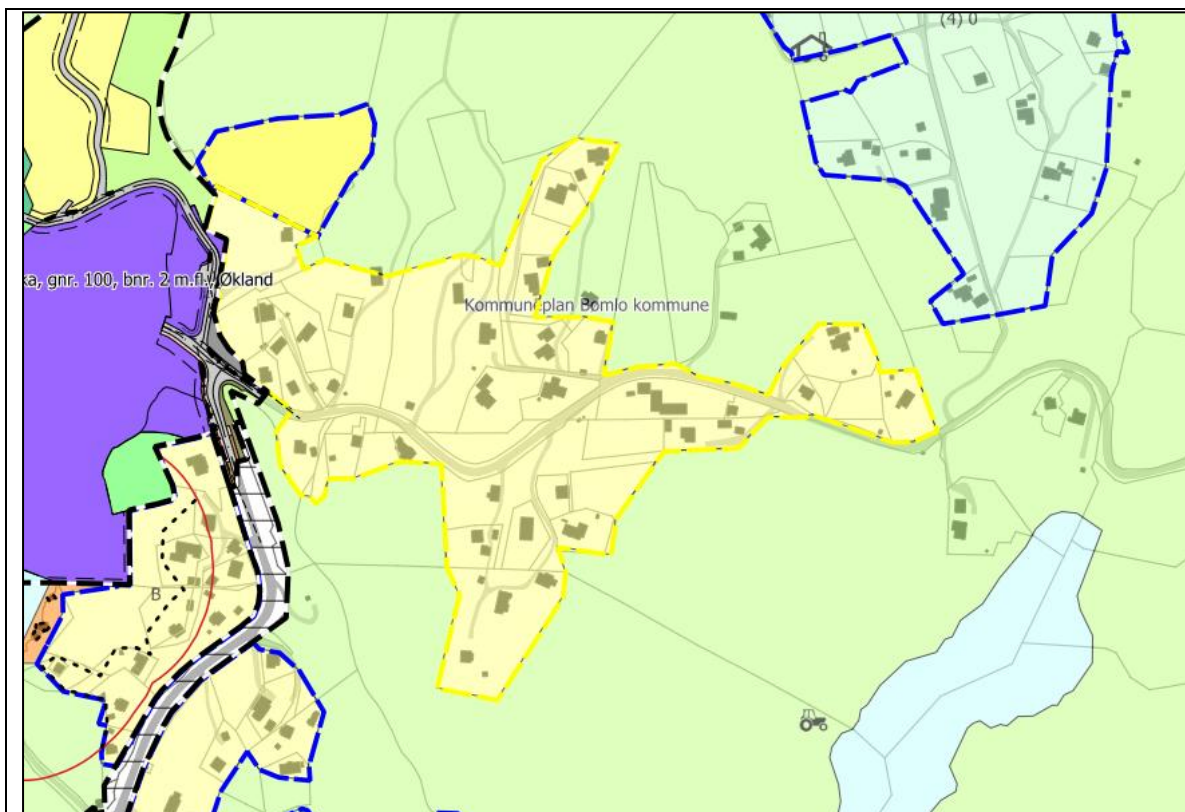 (4) 0
ka, gnr. 100, bnr. 2 m.fl., Økland
Kommuneplan Bømlo kommune
B